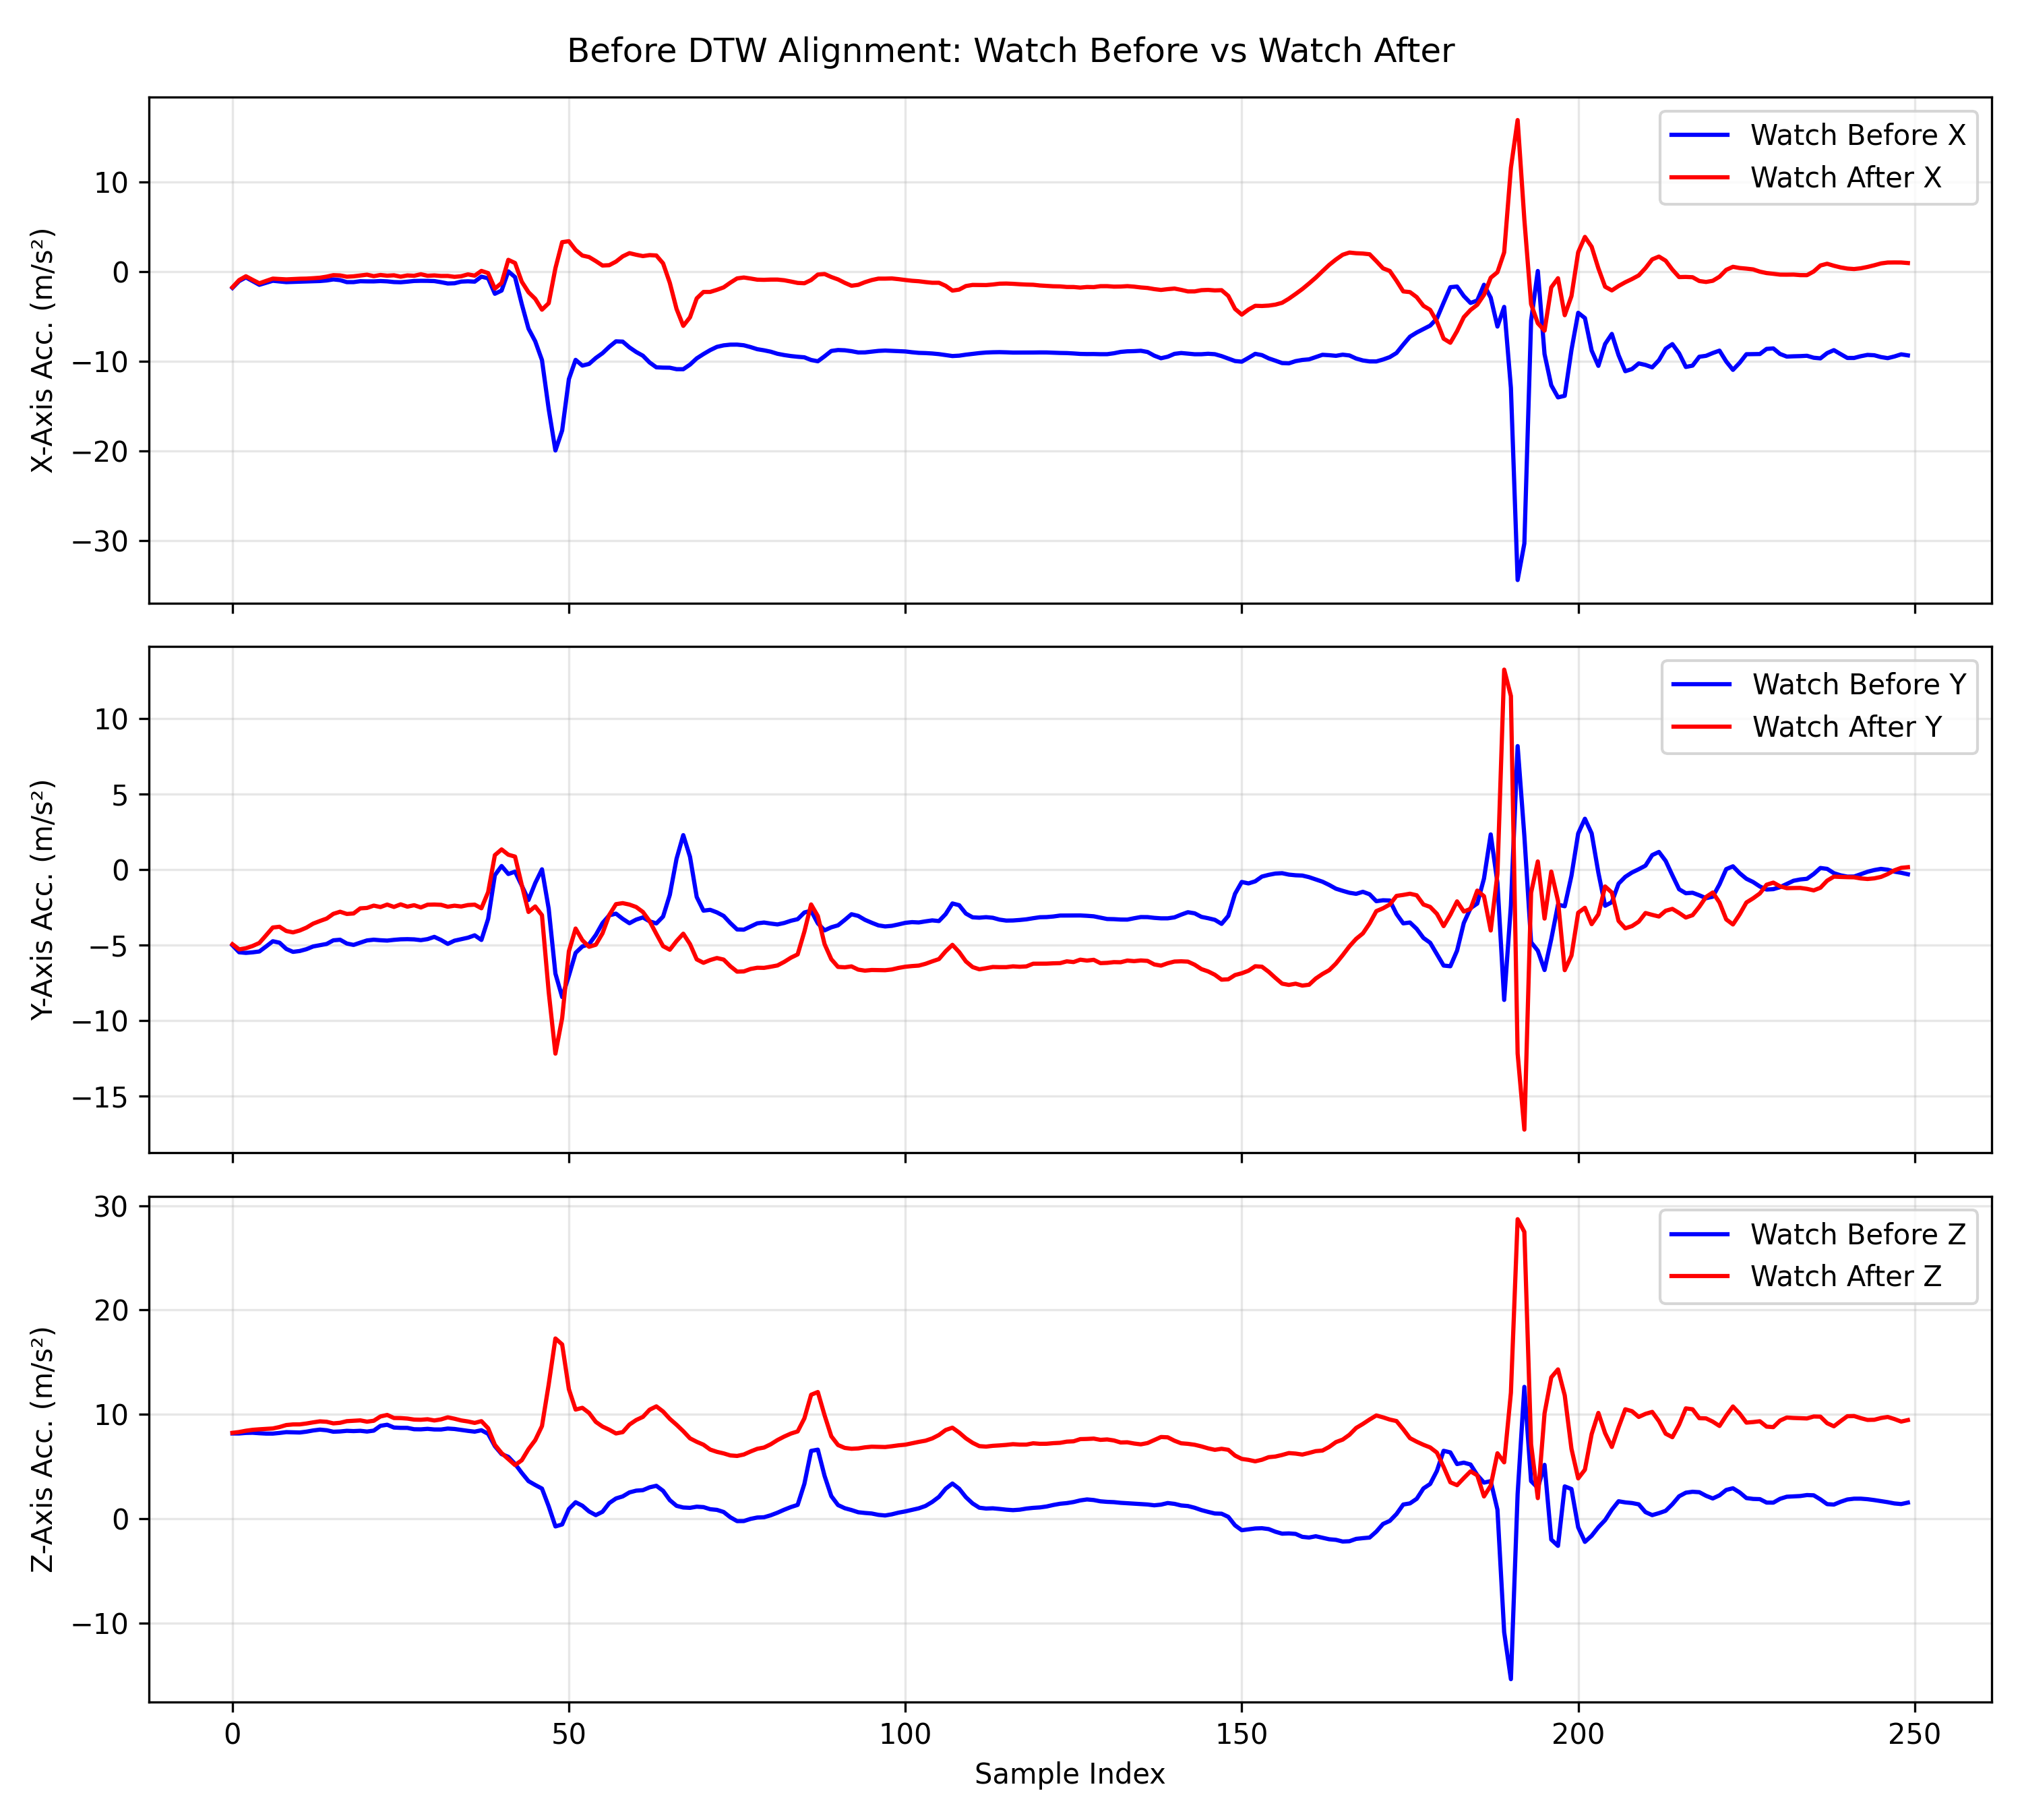 Before DTW Alignment: Watch Before vs Watch After
Watch Before X
Watch After X
10
0
−10
−20
−30
X-Axis Acc. (m/s²)
Watch Before Y
Watch After Y
10
5
0
−5
−10
−15
Y-Axis Acc. (m/s²)
Watch Before Z
Watch After Z
30
20
10
0
−10
Z-Axis Acc. (m/s²)
0 50 100 150 200 250
Sample Index